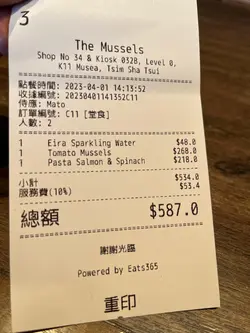 3
The Mussels
Shop No 34 & Kiosk 032B, Level 0,
K11 Musea, Tsim Sha Tsui
點餐時間: 2023-04-01 14:13:52
收據編號: 20230401141352C11
侍應: Mato
訂單編號: C11 [堂食]
人數: 2
1 Eira Sparkling Water $48.0
1 Tomato Mussels $268.0
1 Pasta Salmon & Spinach $218.0
小計 $534.0
服務費(10%) $53.4
總額 $587.0
謝謝光臨
Powered by Eats365
重印